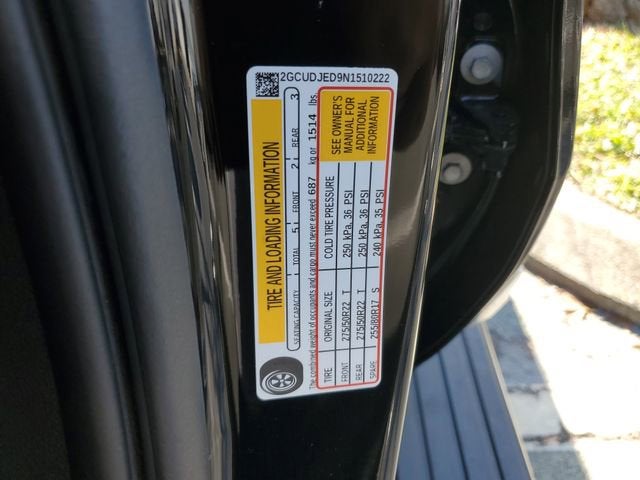 2GCUDJED9N1510222
TIRE AND LOADING INFORMATION
SEATING CAPACITY TOTAL 5 FRONT 2 REAR 3
The combined weight of occupants and cargo must never exceed 687 kg or 1514 lbs.
TIRE ORIGINAL SIZE COLD TIRE PRESSURE
FRONT 275/50R22 T 250 kPa, 36 PSI
REAR 275/50R22 T 250 kPa, 36 PSI
SPARE 255/80R17 S 240 kPa, 35 PSI
SEE OWNER'S
MANUAL FOR
ADDITIONAL
INFORMATION